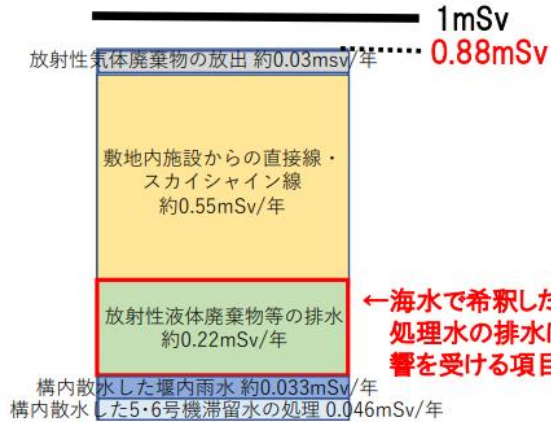 1mSv
0.88mSv
放射性気体廃棄物の放出 約0.03msv/年
敷地内施設からの直接線・
スカイシャイン線
約0.55mSv/年
放射性液体廃棄物等の排水
約0.22mSv/年
←海水で希釈した
処理水の排水に
響を受ける項目
構内散水した堰内雨水 約0.033mSv/年
構内散水した5・6号機滞留水の処理 0.046mSv/年